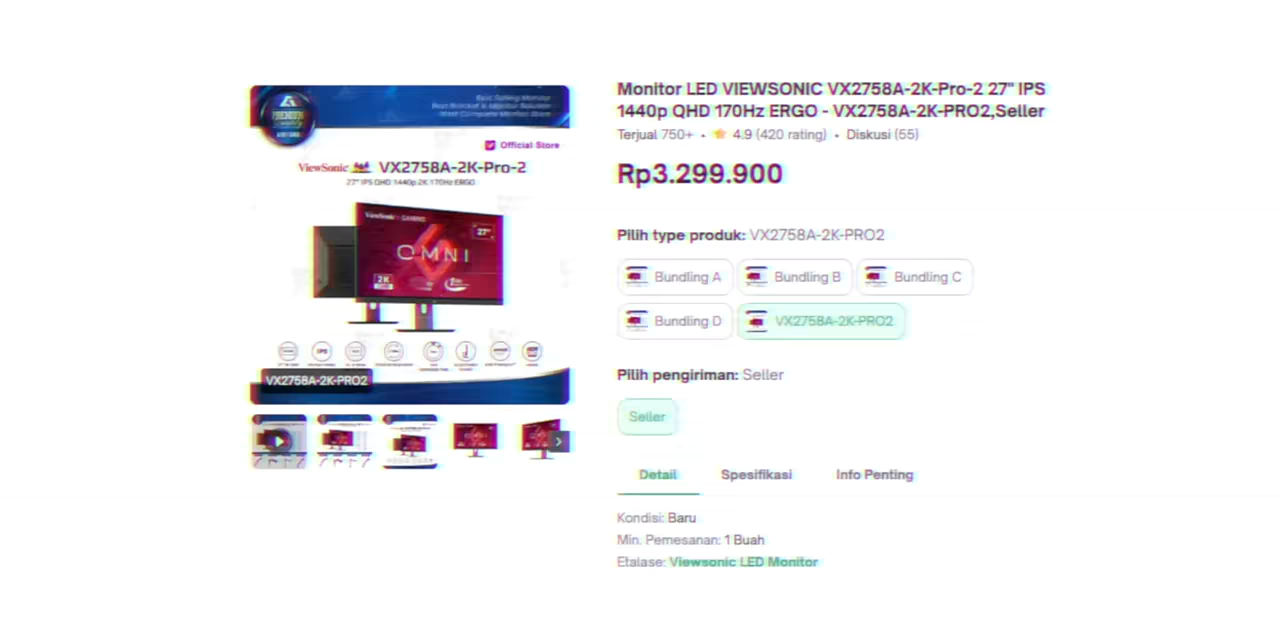 Official Store
ViewSonic VX2758A-2K-Pro-2
27" IPS QHD 1440p 2K 170Hz ERGO
ViewSonic GAMING
27"
OMNI
2K
VX2758A-2K-PRO2
Monitor LED VIEWSONIC VX2758A-2K-Pro-2 27" IPS
1440p QHD 170Hz ERGO - VX2758A-2K-PRO2,Seller
Terjual 750+ • 4.9 (420 rating) • Diskusi (55)
Rp3.299.900
Pilih type produk: VX2758A-2K-PRO2
Bundling A Bundling B Bundling C
Bundling D VX2758A-2K-PRO2
Pilih pengiriman: Seller
Seller
Detail Spesifikasi Info Penting
Kondisi: Baru
Min. Pemesanan: 1 Buah
Etalase: Viewsonic LED Monitor